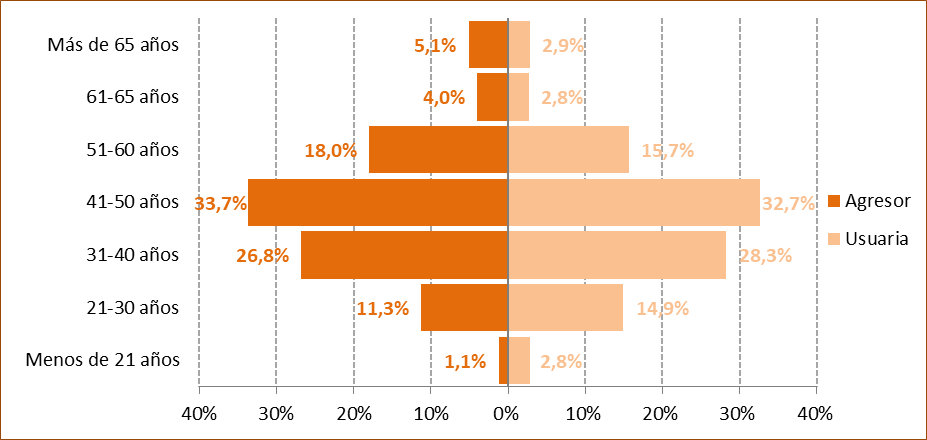 Más de 65 años 5,1% 2,9%
61-65 años 4,0% 2,8%
51-60 años 18,0% 15,7%
41-50 años 33,7% 32,7%
Agresor
31-40 años 26,8% 28,3%
Usuaria
21-30 años 11,3% 14,9%
Menos de 21 años 1,1% 2,8%
40% 30% 20% 10% 0% 10% 20% 30% 40%